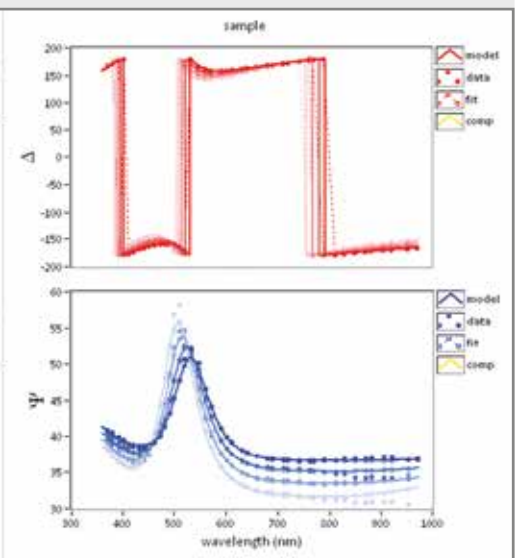 sample
200
150
100
50
0
-50
-100
-150
-200
Δ
model
data
fit
comp
60
55
50
45
40
35
30
Ψ
model
data
fit
comp
300 400 500 600 700 800 900 1000
wavelength (nm)